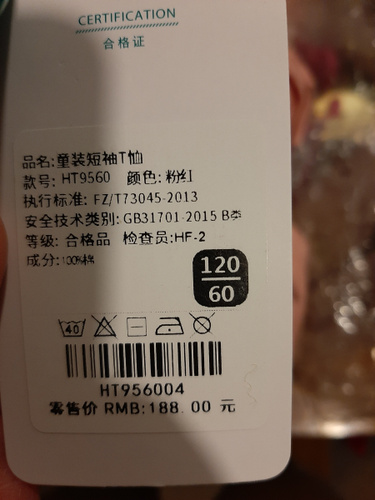 CERTIFICATION
合格证
品名:童装短袖T恤
款号: HT9560 颜色: 粉红
执行标准: FZ/T73045-2013
安全技术类别: GB31701-2015 B类
等级: 合格品 检查员:HF-2
成分:100%棉
120
60
40
HT956004
零售价 RMB:188.00 元